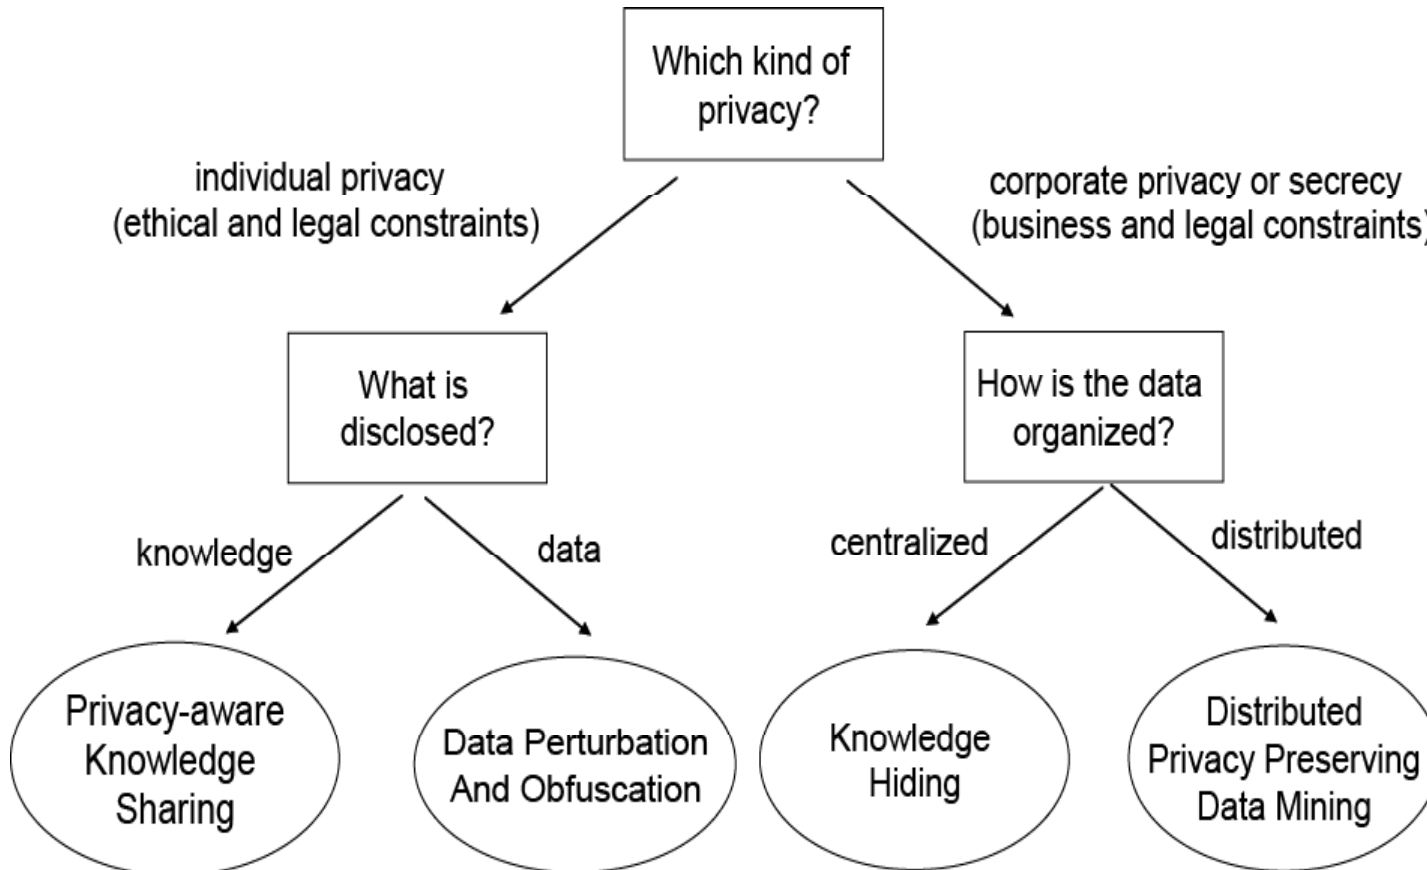 Which kind of
privacy?
individual privacy
(ethical and legal constraints)
corporate privacy or secrecy
(business and legal constraints)
What is
disclosed?
How is the data
organized?
knowledge
data
centralized
distributed
Privacy-aware
Knowledge
Sharing
Data Perturbation
And Obfuscation
Knowledge
Hiding
Distributed
Privacy Preserving
Data Mining